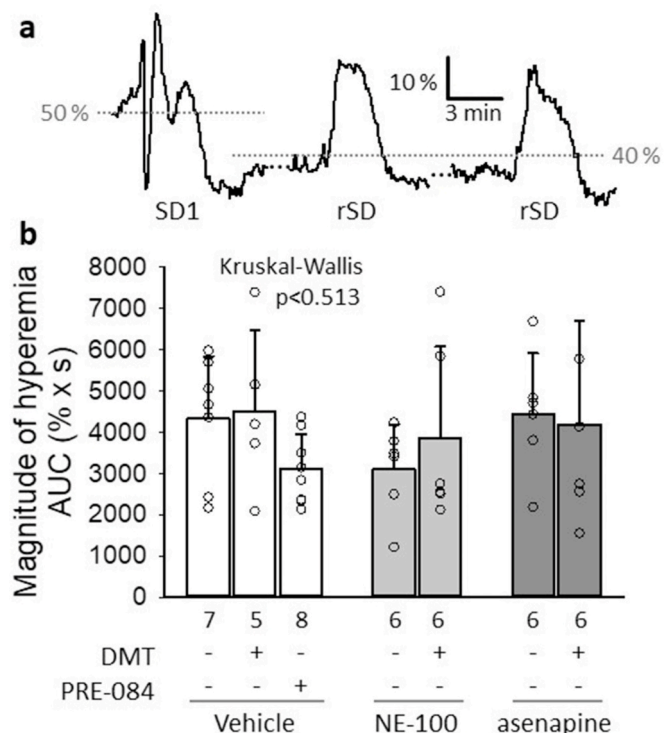 a
10 %
3 min
50 %
40 %
SD1 rSD rSD
b
Kruskal-Wallis
p<0.513
Magnitude of hyperemia
AUC (% x s)
8000
7000
6000
5000
4000
3000
2000
1000
0
7 5 8 6 6 6 6
DMT - + - - + - +
PRE-084 - - + - - - -
Vehicle NE-100 asenapine